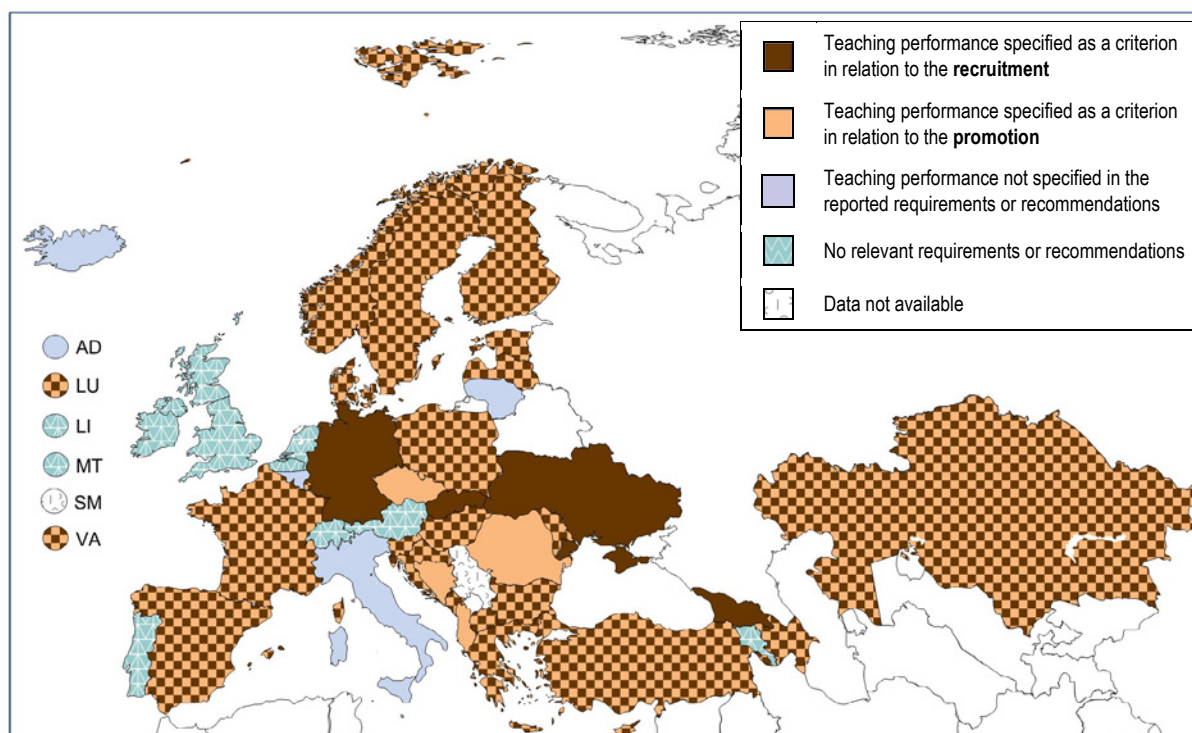 Teaching performance specified as a criterion
in relation to the recruitment
Teaching performance specified as a criterion
in relation to the promotion
Teaching performance not specified in the
reported requirements or recommendations
No relevant requirements or recommendations
Data not available
AD
LU
LI
MT
SM
VA